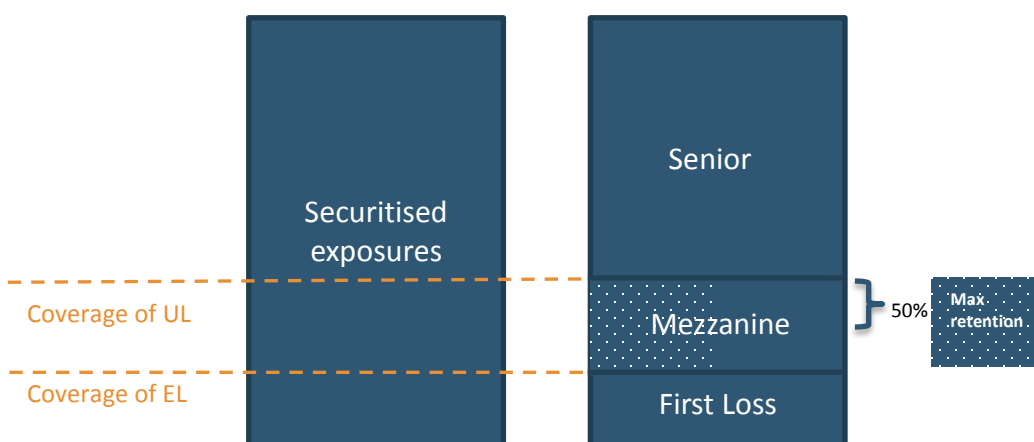 Senior
Securitised
exposures
Coverage of UL
Mezzanine
50%
Max
retention
Coverage of EL
First Loss